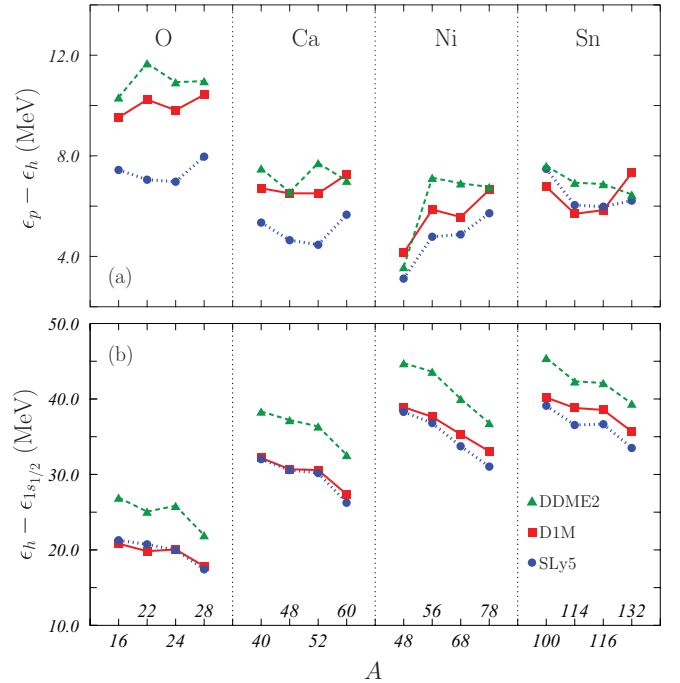 O Ca Ni Sn
12.0
8.0
4.0
ϵp − ϵh (MeV)
(a)
50.0
40.0
30.0
20.0
10.0
ϵh − ϵ1s1/2 (MeV)
(b)
DDME2
D1M
SLy5
22 28 48 60 56 78 114 132
16 24 40 52 48 68 100 116
A